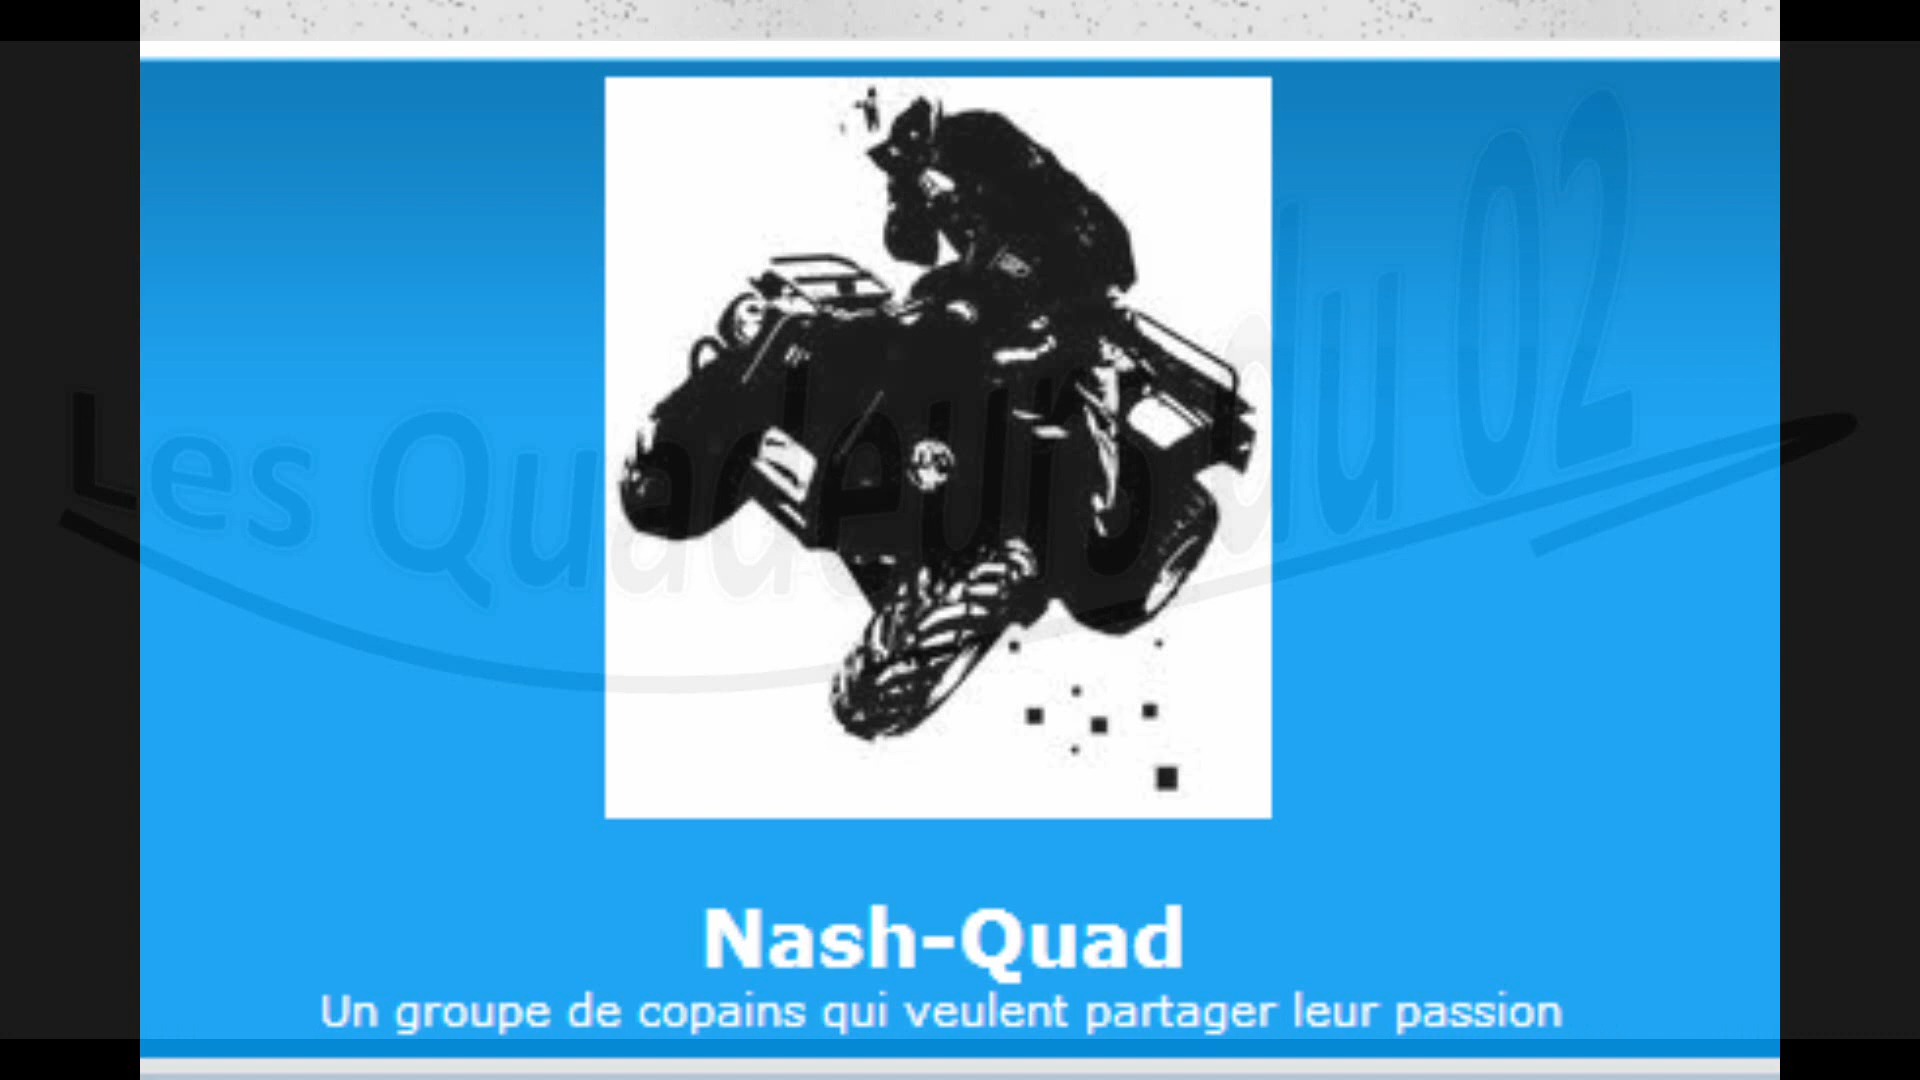 Les Quadeurs du 02
Nash-Quad
Un groupe de copains qui veulent partager leur passion